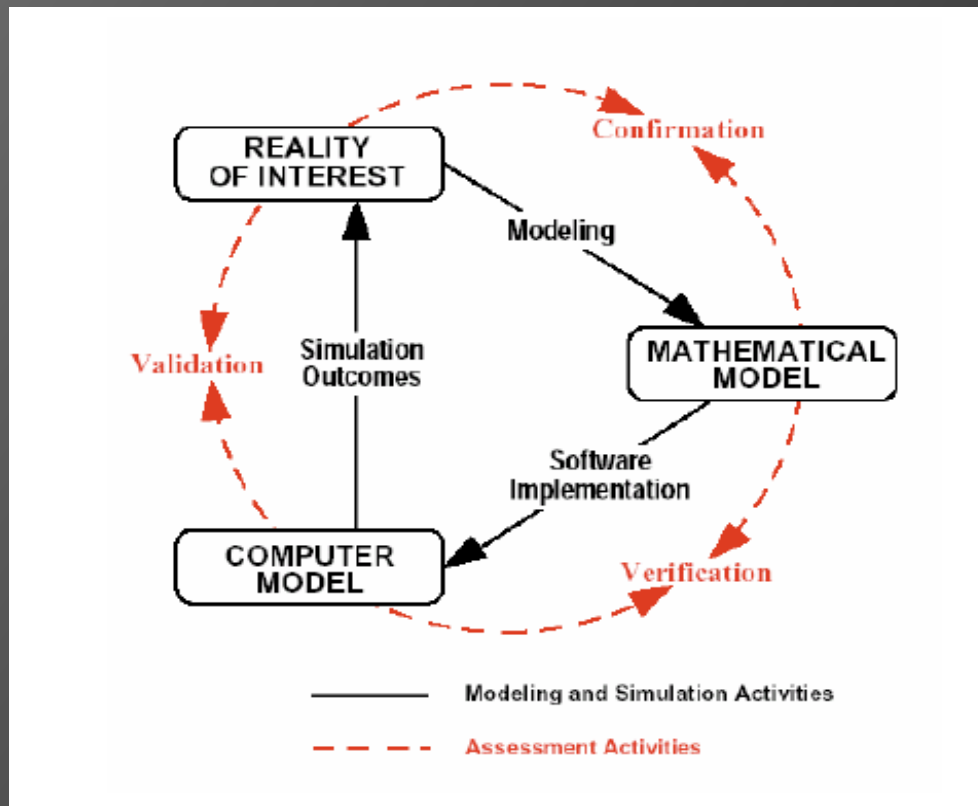 REALITY
OF INTEREST
Confirmation
Modeling
Simulation
Outcomes
Validation
MATHEMATICAL
MODEL
Software
Implementation
COMPUTER
MODEL
Verification
Modeling and Simulation Activities
Assessment Activities